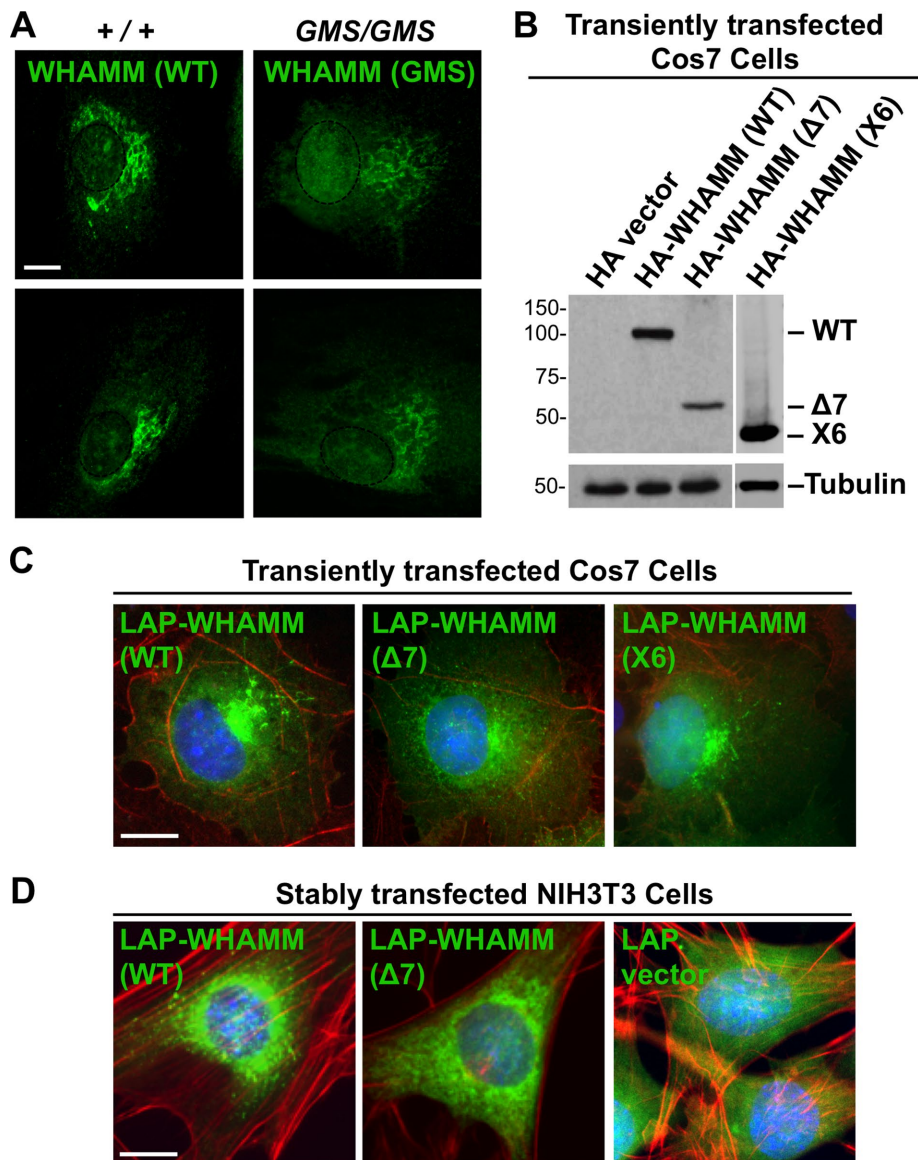 A
+ / +
GMS/GMS
WHAMM (WT)
WHAMM (GMS)
B
Transiently transfected
Cos7 Cells
HA vector
HA-WHAMM (WT)
HA-WHAMM (Δ7)
HA-WHAMM (X6)
150-
100-
75-
50-
– WT
– Δ7
– X6
50-
–Tubulin
C
Transiently transfected Cos7 Cells
LAP-WHAMM
(WT)
LAP-WHAMM
(Δ7)
LAP-WHAMM
(X6)
D
Stably transfected NIH3T3 Cells
LAP-WHAMM
(WT)
LAP-WHAMM
(Δ7)
LAP
vector